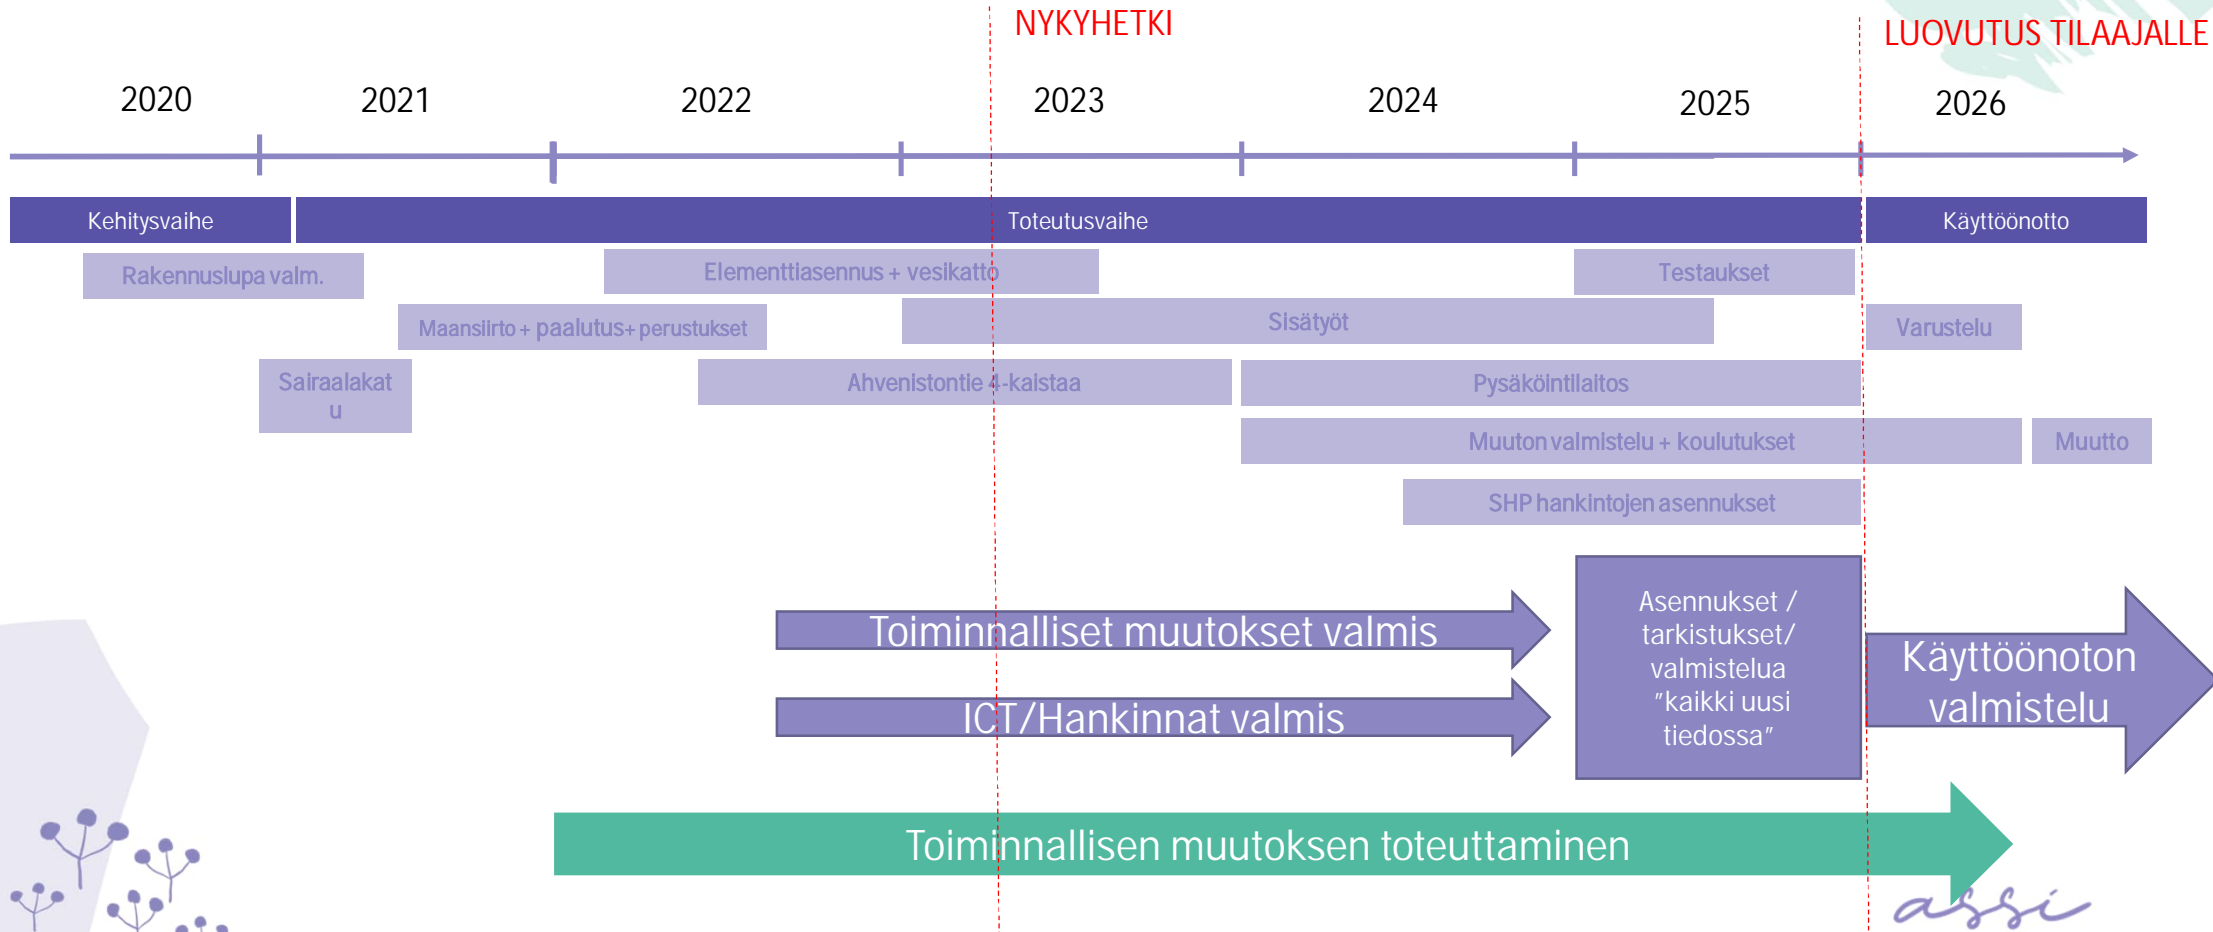 NYKYHETKI
LUOVUTUS TILAAJALLE
2020
2021
2022
2023
2024
2025
2026
Kehitysvaihe
Toteutusvaihe
Käyttöönotto
Rakennuslupa valm.
Elementtiasennus + vesikatto
Testaukset
Maansiirto + paalutus+ perustukset
Sisätyöt
Varustelu
Sairaalakat
u
Ahvenistontie 4-kaistaa
Pysäköintilaitos
Muuton valmistelu + koulutukset
Muutto
SHP hankintojen asennukset
Toiminnalliset muutokset valmis
ICT/Hankinnat valmis
Asennukset /
tarkistukset/
valmistelua
"kaikki uusi
tiedossa"
Käyttöönoton
valmistelu
Toiminnallisen muutoksen toteuttaminen
assi